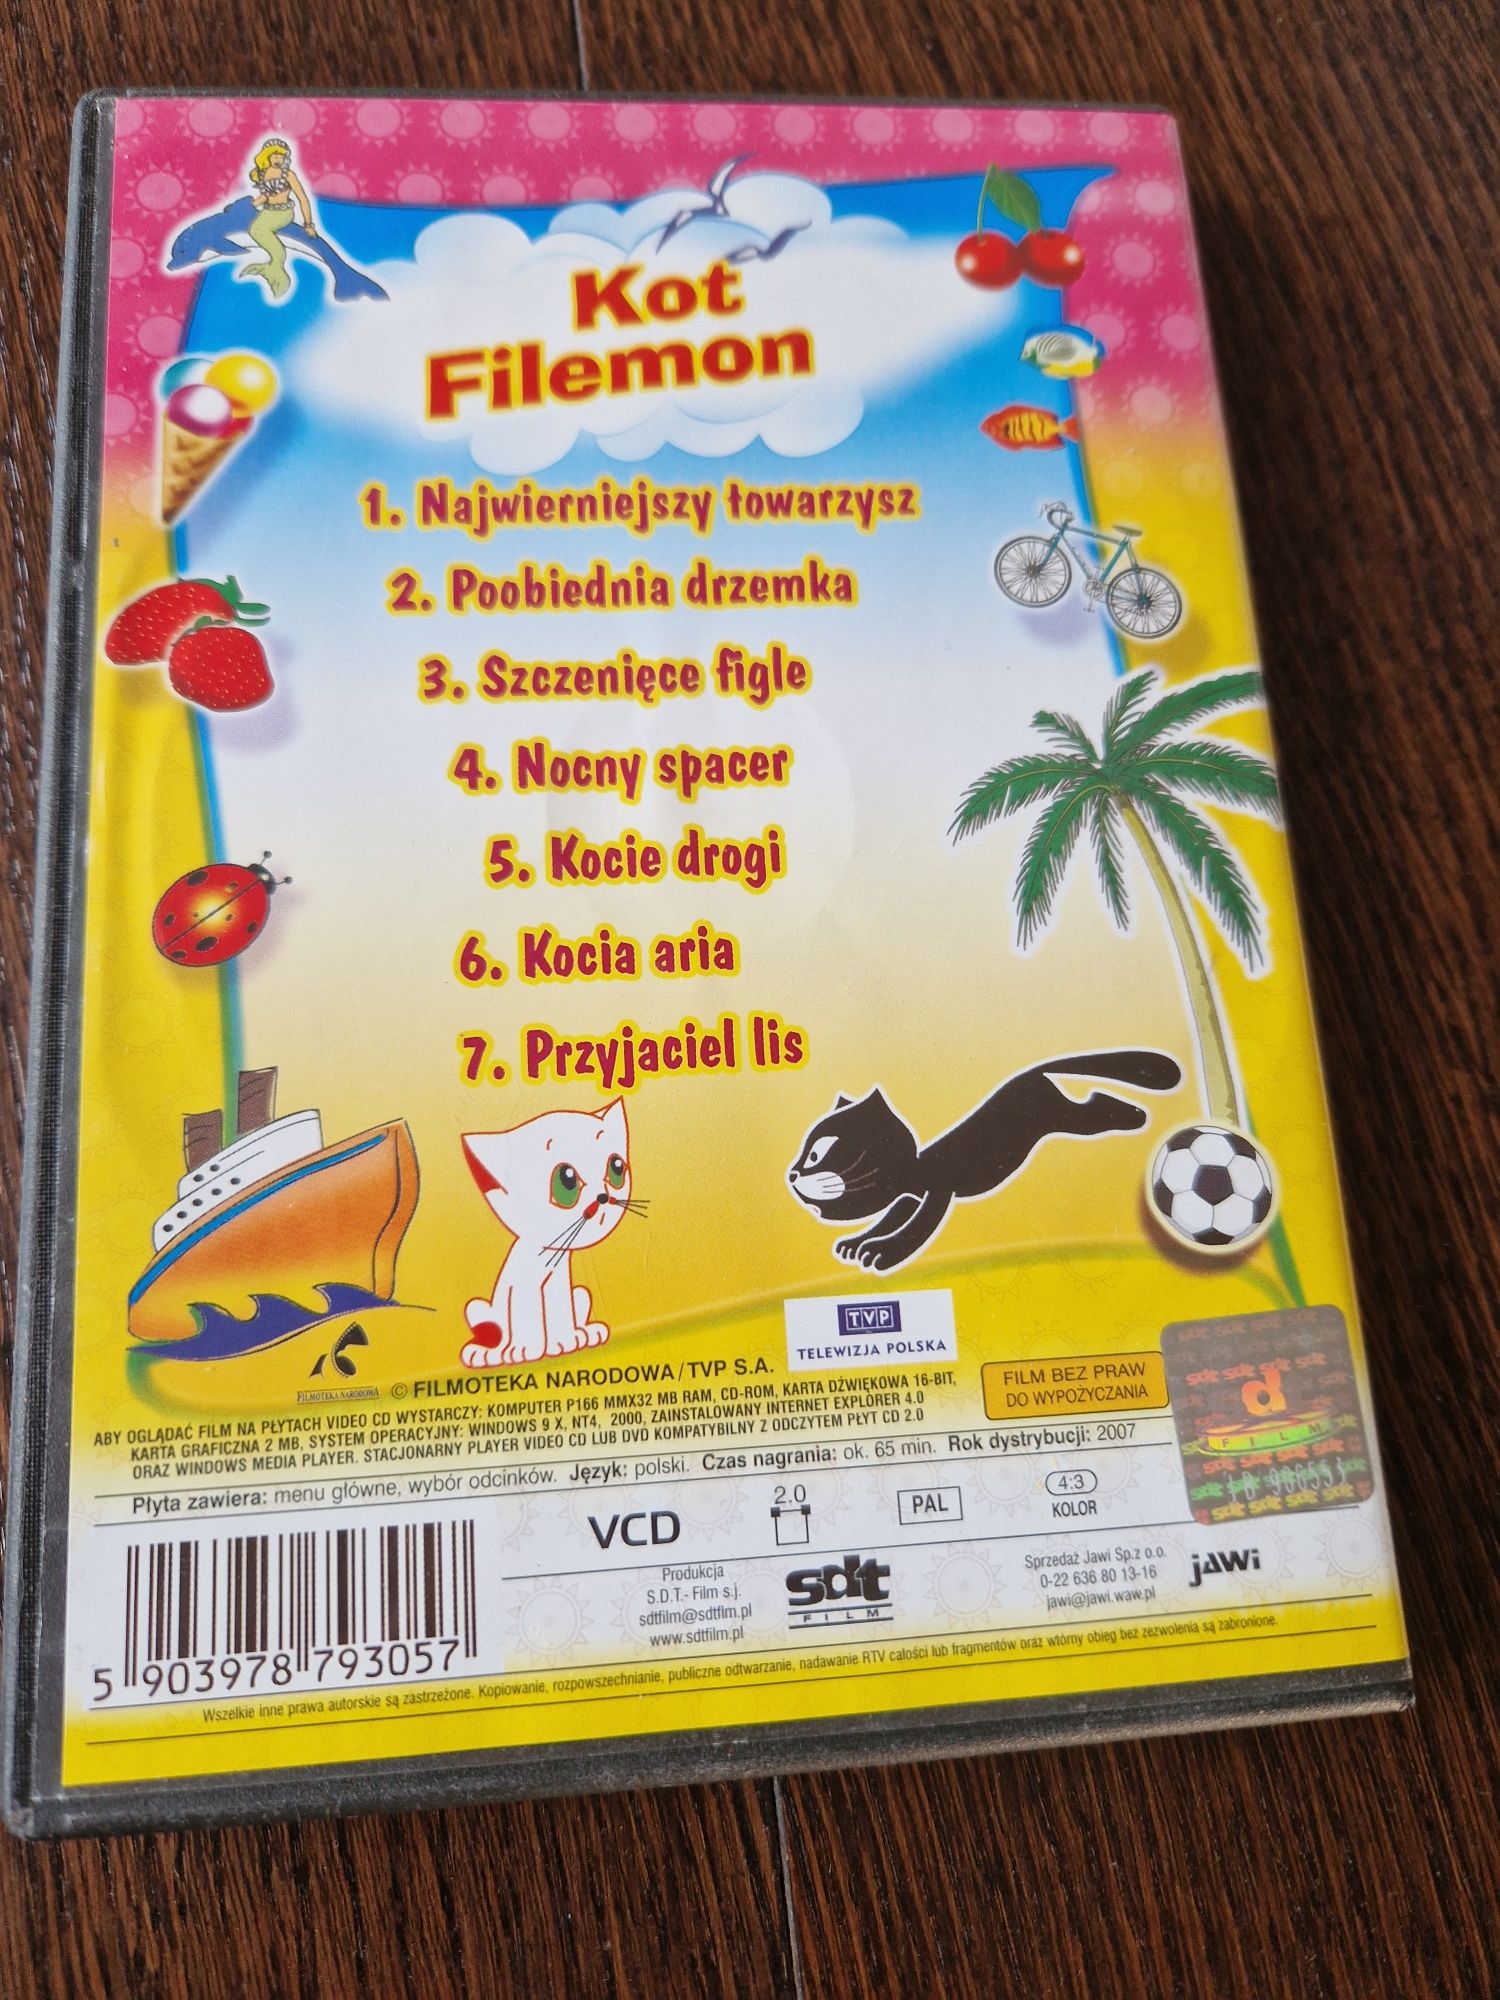 Kot
Filemon
1. Najwierniejszy towarzysz
2. Poobiednia drzemka
3. Szczenięce figle
4. Nocny spacer
5. Kocie drogi
6. Kocia aria
7. Przyjaciel lis
TVP
TELEWIZJA POLSKA
FILMOTEKA NARODOWA
© FILMOTEKA NARODOWA / TVP S.A.
FILM BEZ PRAW
DO WYPOŻYCZANIA
ABY OGLĄDAĆ FILM NA PŁYTACH VIDEO CD WYSTARCZY: KOMPUTER P166 MMX32 MB RAM, CD-ROM, KARTA DŹWIĘKOWA 16-BIT,
KARTA GRAFICZNA 2 MB, SYSTEM OPERACYJNY: WINDOWS 9 X, NT4, 2000, ZAINSTALOWANY INTERNET EXPLORER 4.0
ORAZ WINDOWS MEDIA PLAYER. STACJONARNY PLAYER VIDEO CD LUB DVD KOMPATYBILNY Z ODCZYTEM PŁYT CD 2.0
Płyta zawiera: menu główne, wybór odcinków. Język: polski. Czas nagrania: ok. 65 min. Rok dystrybucji: 2007
d
FILM
VCD
2.0
PAL
4:3
KOLOR
Produkcja
S.D.T.- Film s.j.
sdtfilm@sdtflm.pl
www.sdtfilm.pl
sdt
FILM
Sprzedaż Jawi Sp.z o.o.
0-22 636 80 13-16
jawi@jawi.waw.pl
jAWi
5 903978 793057
Wszelkie inne prawa autorskie są zastrzeżone. Kopiowanie, rozpowszechnianie, publiczne odtwarzanie, nadawanie RTV całości lub fragmentów oraz wtórny obieg bez zezwolenia są zabronione.